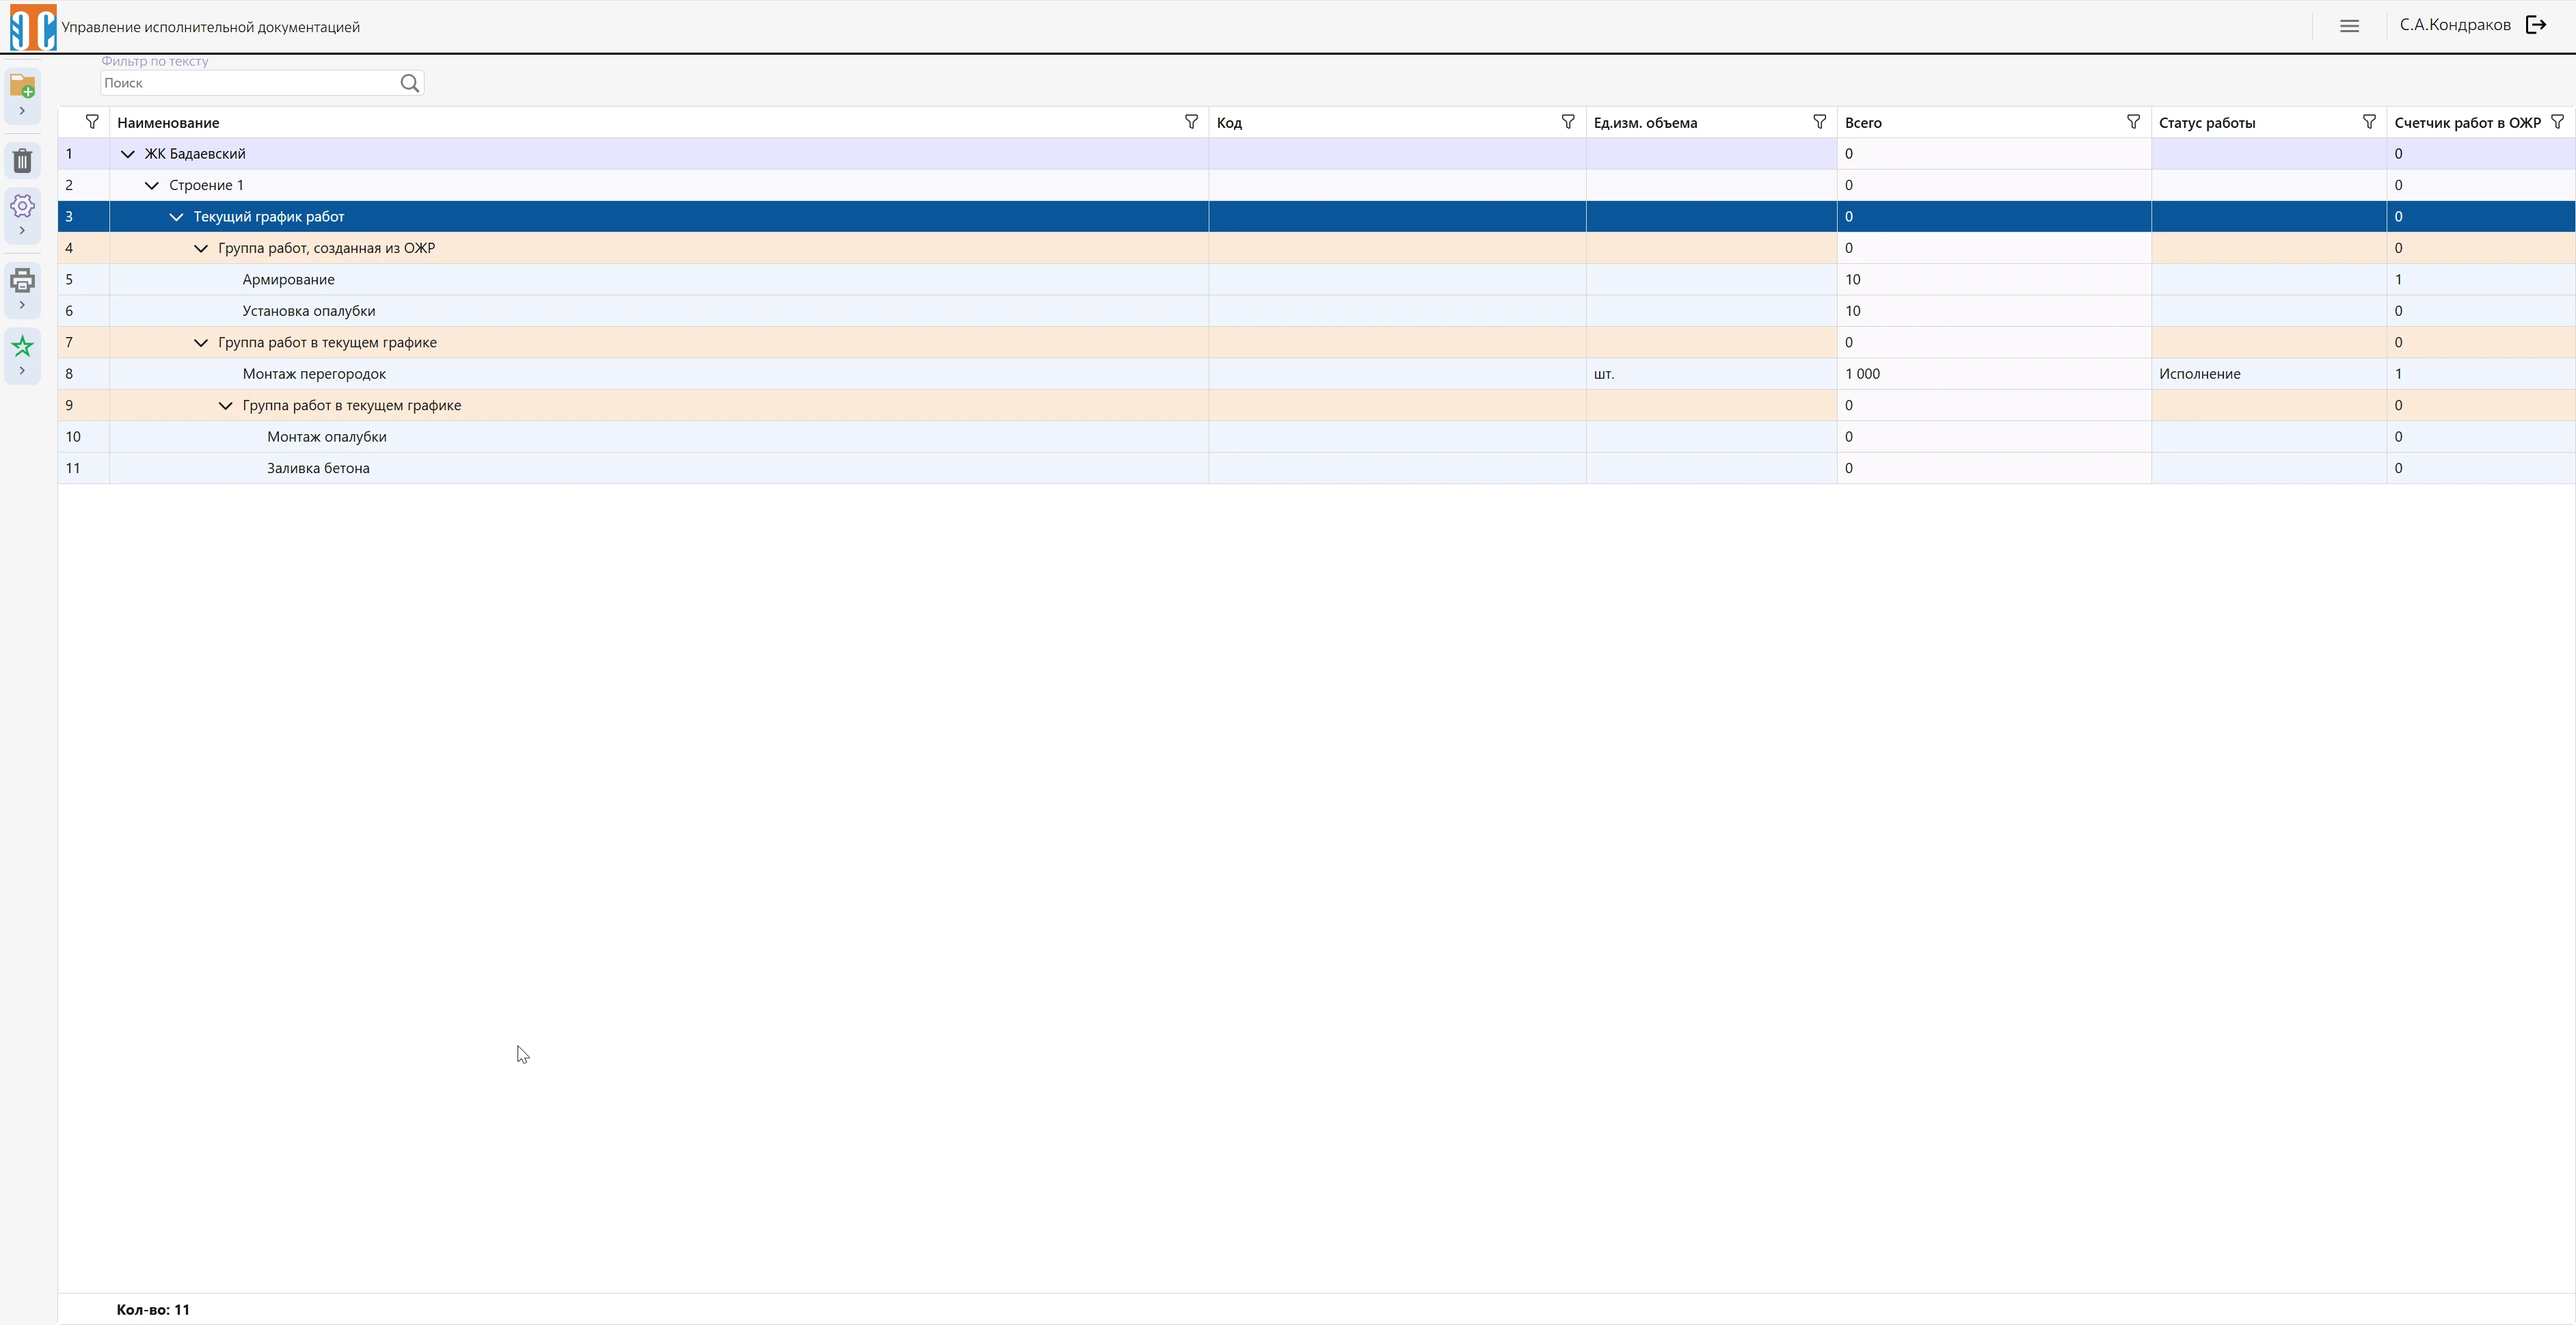 Управление исполнительной документацией С.А.Кондраков
Фильтр по тексту
Поиск
Наименование Код Ед.изм. объема Всего Статус работы Счетчик работ в ОЖР
1 ЖК Бадаевский 0 0
2 Строение 1 0 0
3 Текущий график работ 0 0
4 Группа работ, созданная из ОЖР 0 0
5 Армирование 10 1
6 Установка опалубки 10 0
7 Группа работ в текущем графике 0 0
8 Монтаж перегородок шт. 1 000 Исполнение 1
9 Группа работ в текущем графике 0 0
10 Монтаж опалубки 0 0
11 Заливка бетона 0 0
Кол-во: 11